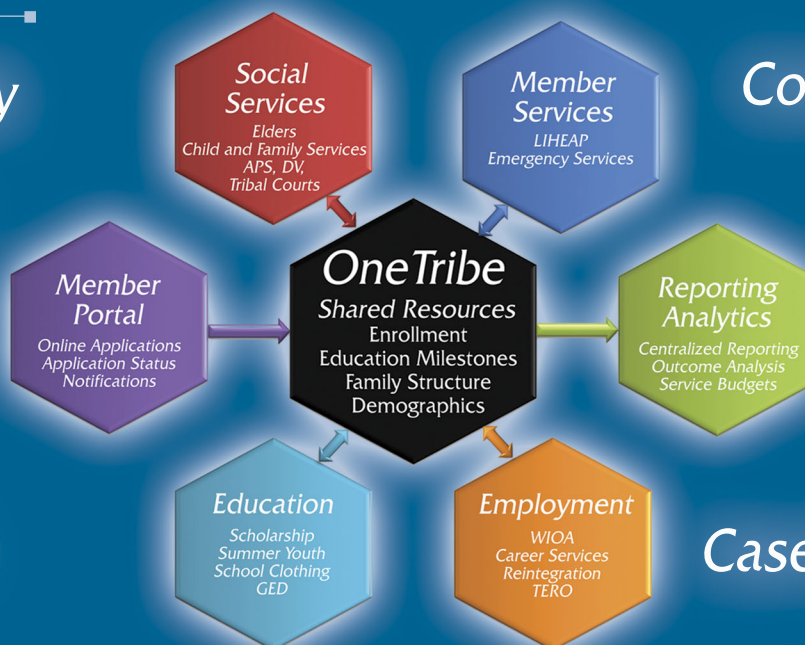 y
Co
Social
Services
Elders
Child and Family Services
APS, DV,
Tribal Courts
Member
Services
LIHEAP
Emergency Services
Member
Portal
Online Applications
Application Status
Notifications
OneTribe
Shared Resources
Enrollment
Education Milestones
Family Structure
Demographics
Reporting
Analytics
Centralized Reporting
Outcome Analysis
Service Budgets
Education
Scholarship
Summer Youth
School Clothing
GED
Employment
WIOA
Career Services
Reintegration
TERO
Case